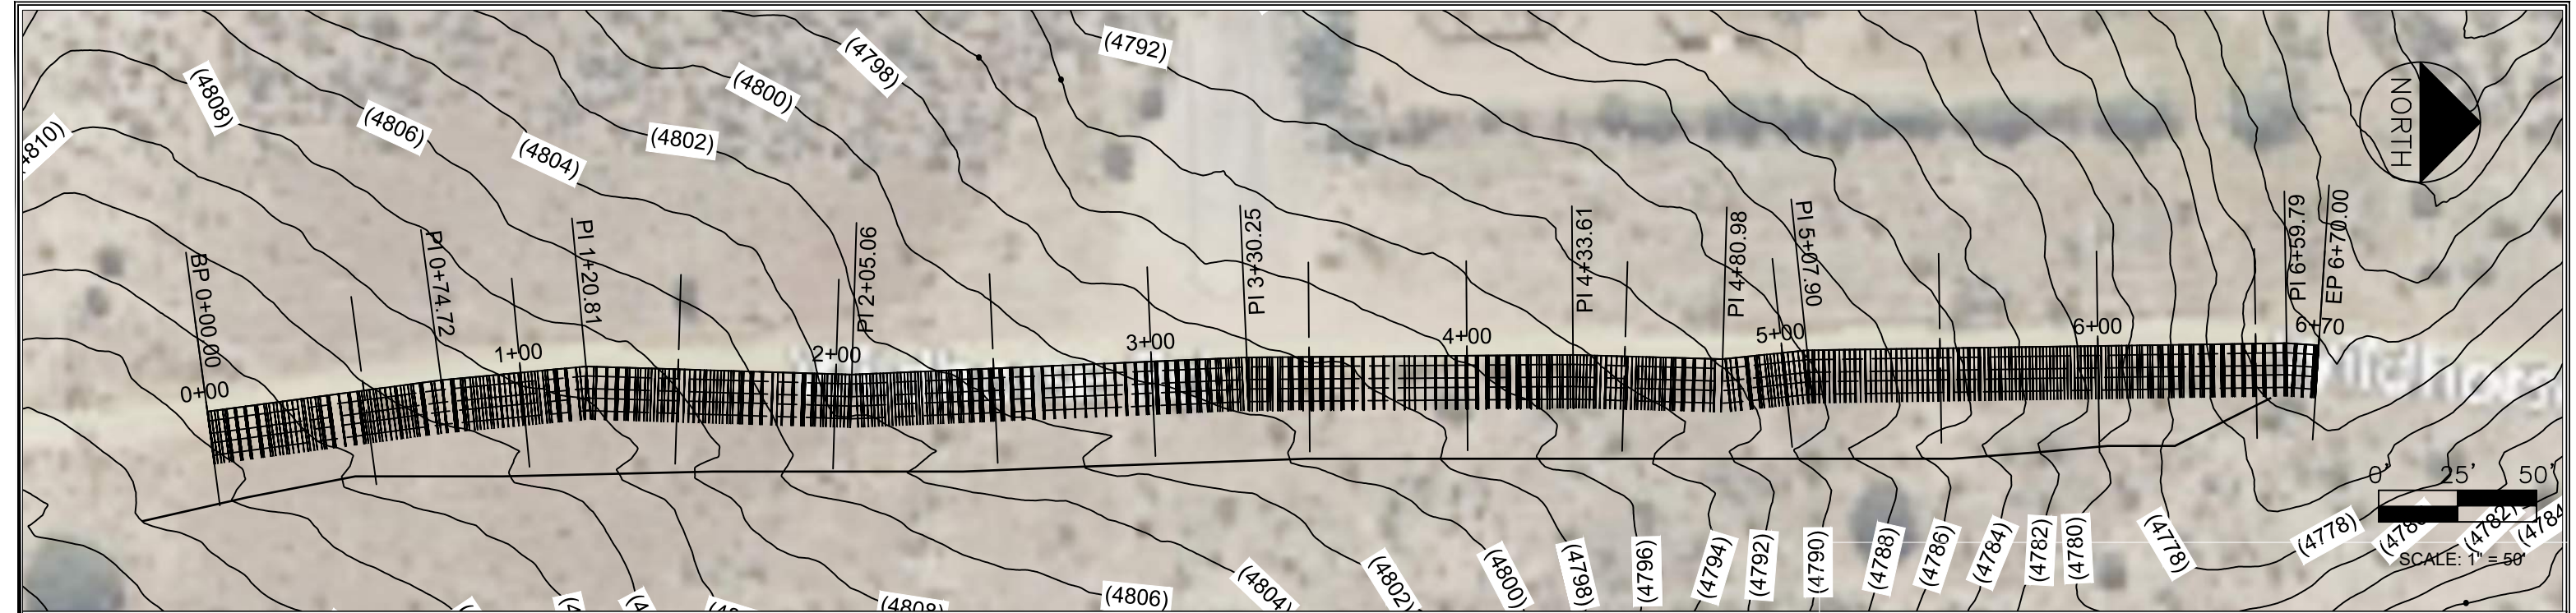 (4792)
(4798)
(4800)
(4802)
(4808)
(4806)
(4804)
4810)
NORTH
BP 0+00.00
PI 0+74.72
PI 1+20.81
PI 2+05.06
PI 3+30.25
PI 4+33.61
PI 4+80.98
PI 5+07.90
PI 6+59.79
EP 6+70.00
0+00
1+00
2+00
3+00
4+00
5+00
6+00
6+70
0' 25' 50'
SCALE: 1" = 50'
(4808)
(4806)
(4804)
(4802)
(4800)
(4798)
(4796)
(4794)
(4792)
(4790)
(4788)
(4786)
(4784)
(4782)
(4780)
(4778)
(4778)
(4782)
(4784